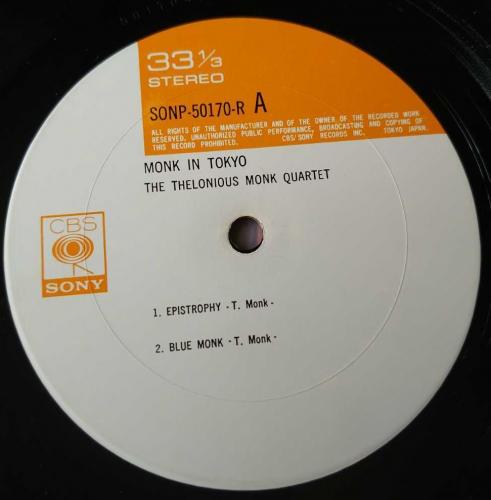 33 1/3
STEREO
SONP-50170-R A
ALL RIGHTS OF THE MANUFACTURER AND OF THE OWNER OF THE RECORDED WORK
RESERVED. UNAUTHORIZED PUBLIC PERFORMANCE, BROADCASTING AND COPYING OF
THIS RECORD PROHIBITED. CBS/SONY RECORDS INC. TOKYO JAPAN.
MONK IN TOKYO
THE THELONIOUS MONK QUARTET
CBS
SONY
1. EPISTROPHY - T. Monk -
2. BLUE MONK - T. Monk -